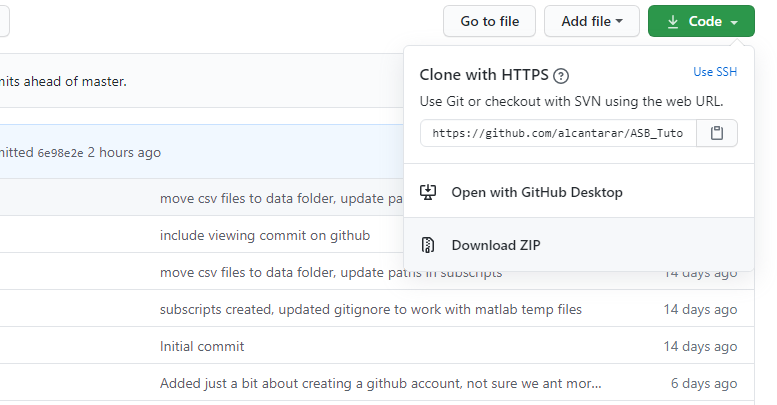 Go to file
Add file
Code
mits ahead of master.
Clone with HTTPS
Use SSH
Use Git or checkout with SVN using the web URL.
https://github.com/alcantarar/ASB_Tuto
mitted 6e98e2e 2 hours ago
Open with GitHub Desktop
move csv files to data folder, update pa
include viewing commit on github
Download ZIP
move csv files to data folder, update paths in subscripts 14 days ago
subscripts created, updated gitignore to work with matlab temp files 14 days ago
Initial commit 14 days ago
Added just a bit about creating a github account, not sure we ant mor... 6 days ago